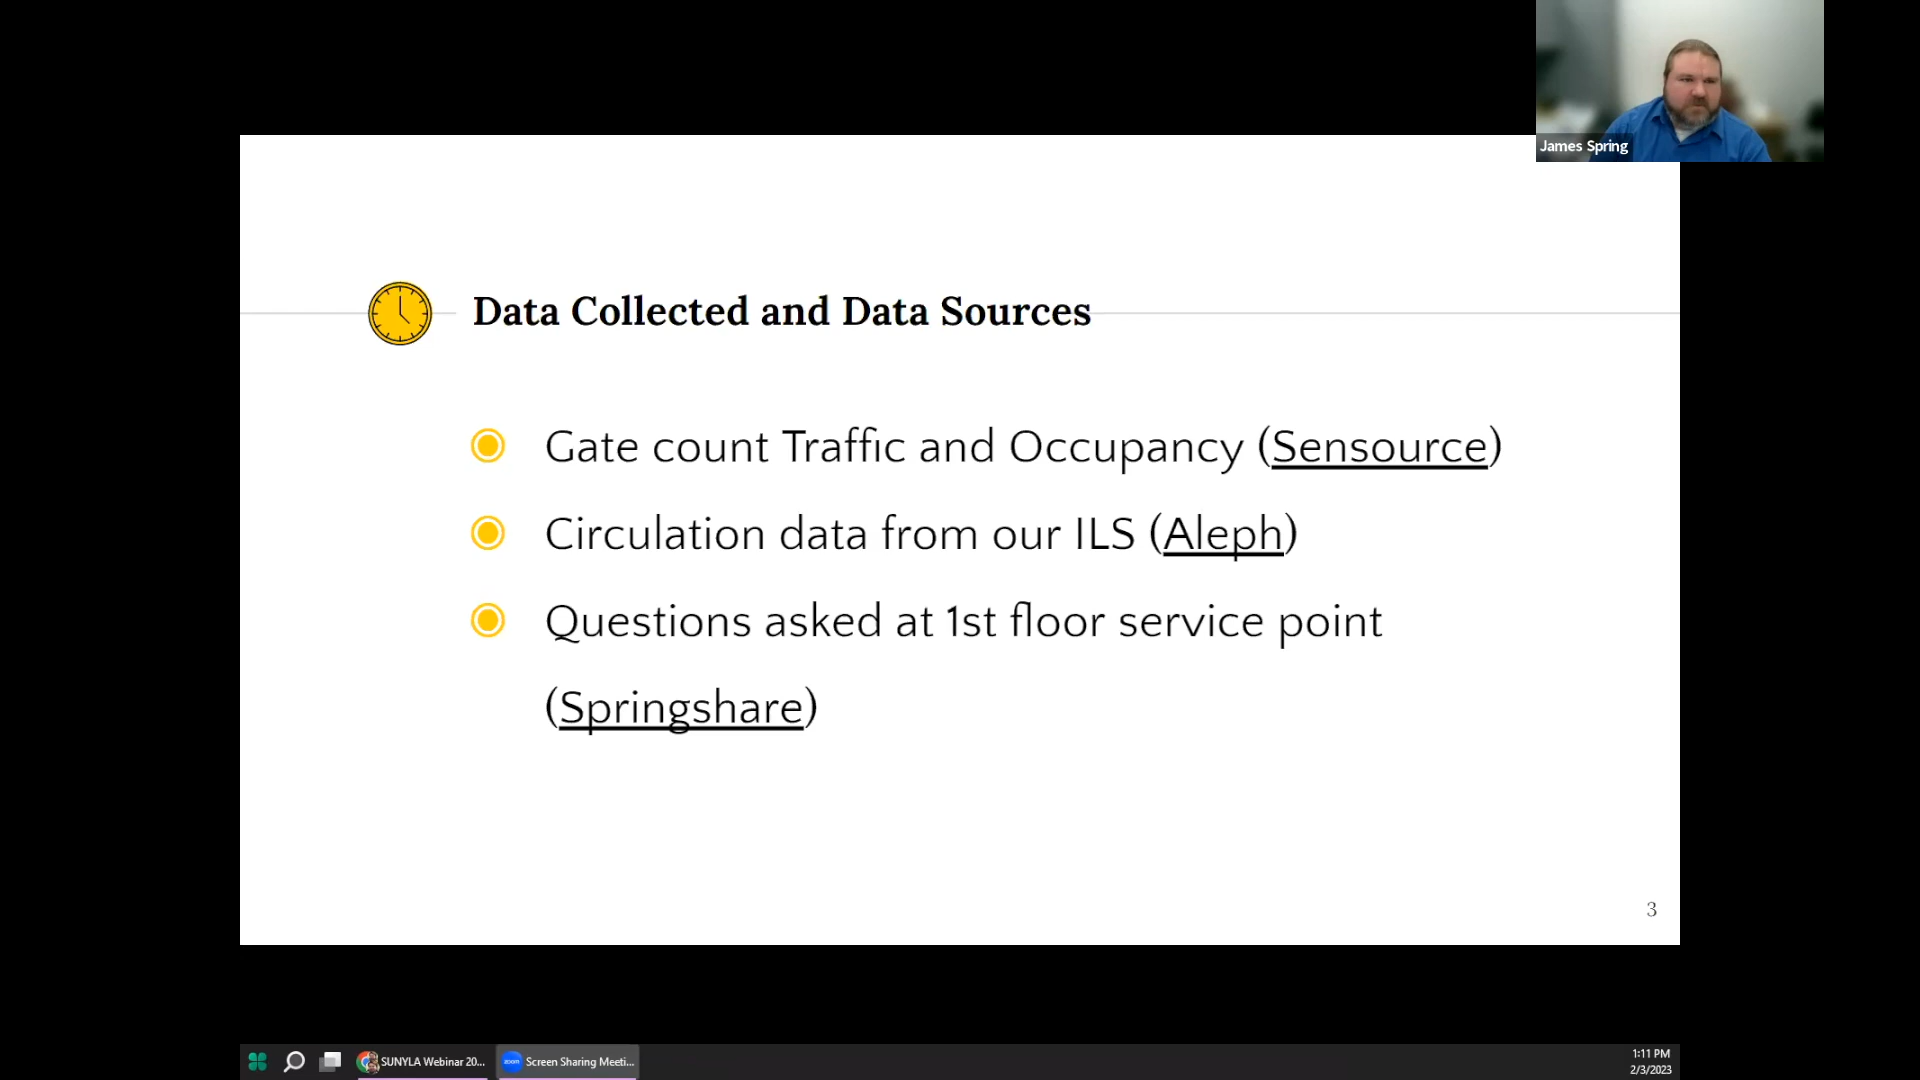 James Spring
Data Collected and Data Sources
Gate count Traffic and Occupancy (Sensource)
Circulation data from our ILS (Aleph)
Questions asked at 1st floor service point
(Springshare)
3
SUNYLA Webinar 20...
zoom
Screen Sharing Meeti...
1:11 PM
2/3/2023